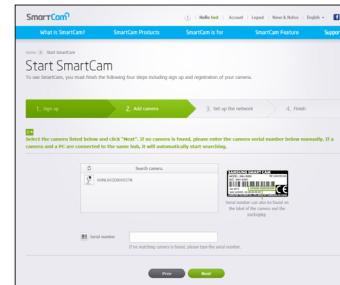 SmartCam
Hello test | Account | Logout | News & Notice | English
What is SmartCam? SmartCam Products SmartCam is for SmartCam Feature Support
Home Start SmartCam
Start SmartCam
To use SmartCam, you must finish the following four steps including sign up and registration of your camera.
1. Sign up 2. Add camera 3. Set up the network 4. Finish
Select the camera listed below and click "Next". If no camera is found, please enter the camera serial number below manually. If a
camera and a PC are connected to the same hub, it will automatically start searching.
Search camera.
SAMSUNG SMART CAM
Serial number can also be found on
the label of the camera and the
packaging.
Serial number
If no matching camera is found, please type the serial number.
Prev Next